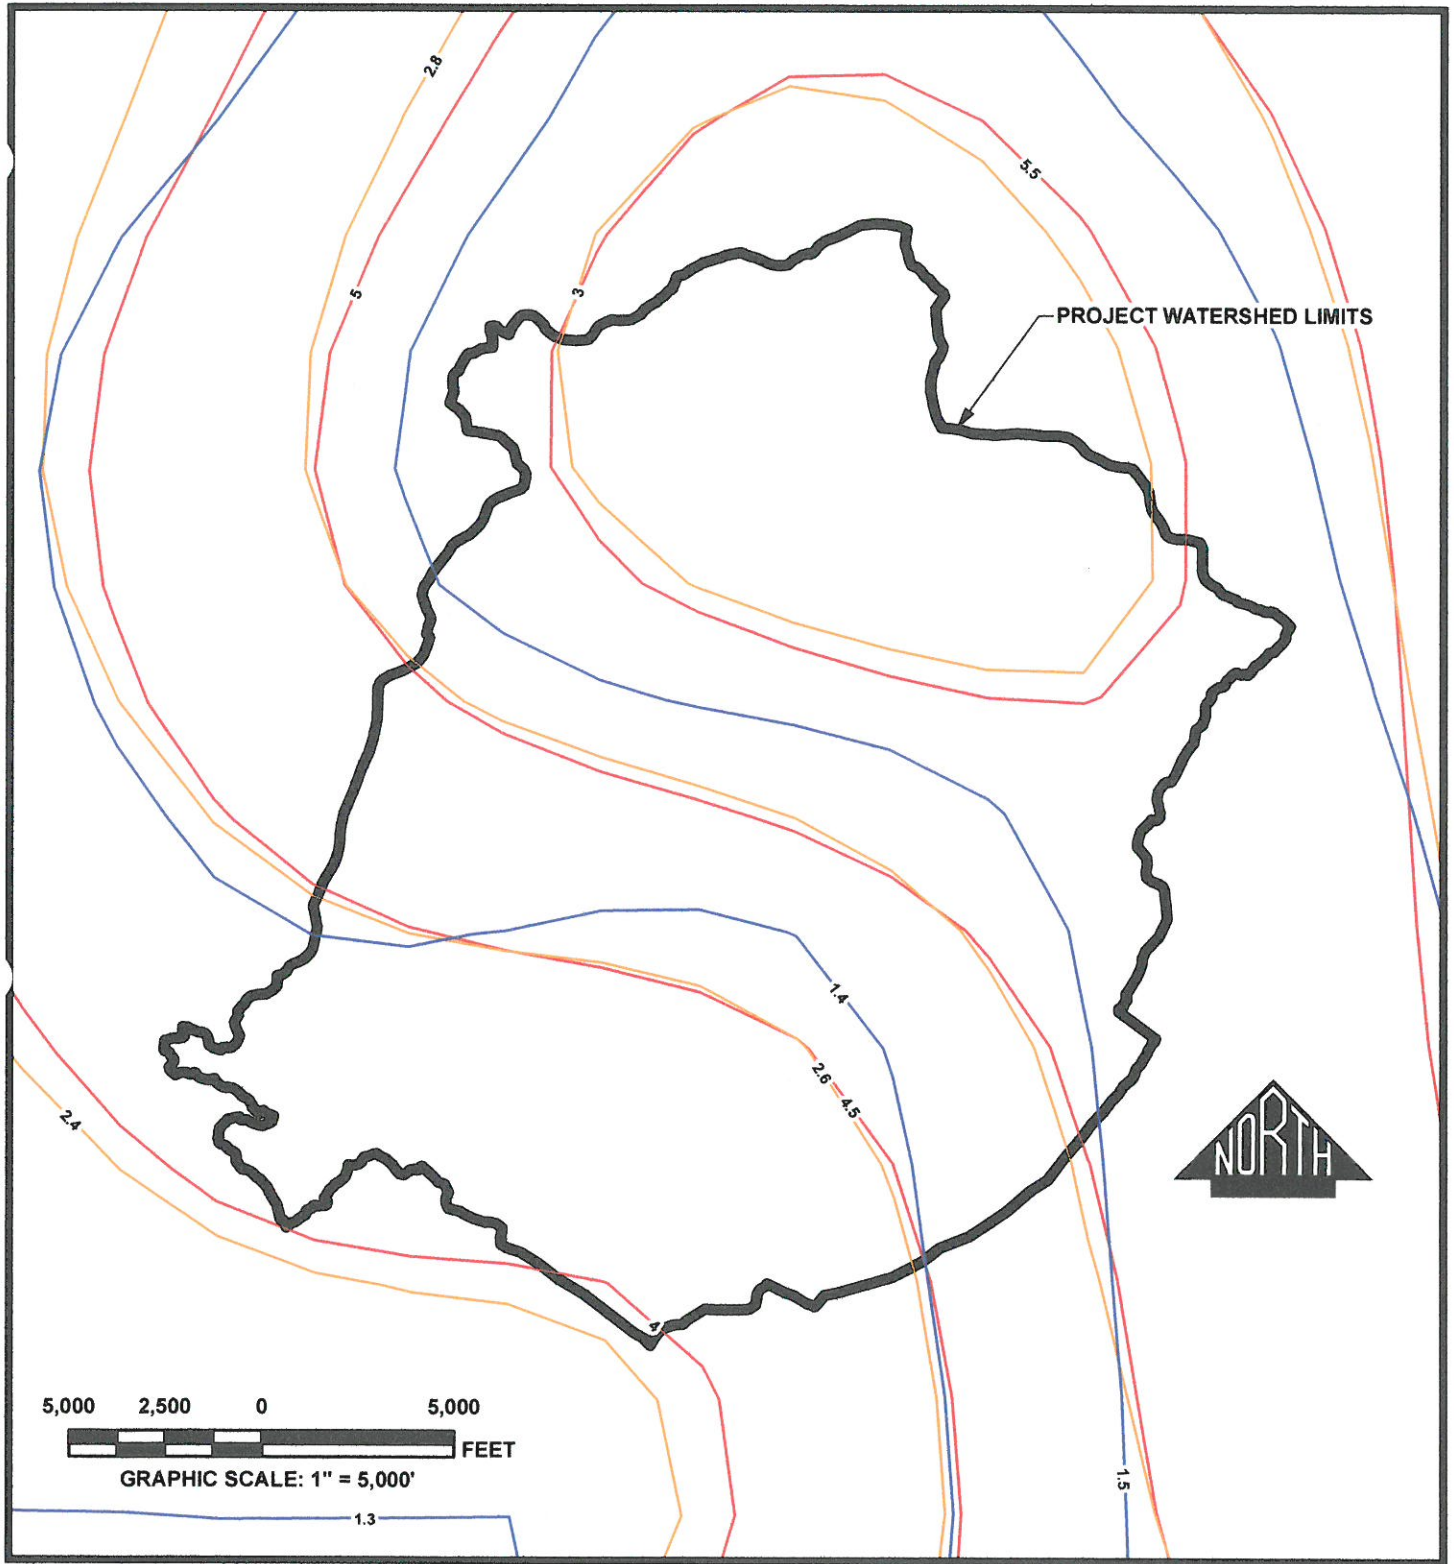 2.8
5.5
5
3
PROJECT WATERSHED LIMITS
1.4
2.6
4.5
2.4
NORTH
4
5,000 2,500 0 5,000
FEET
GRAPHIC SCALE: 1" = 5,000'
1.5
1.3